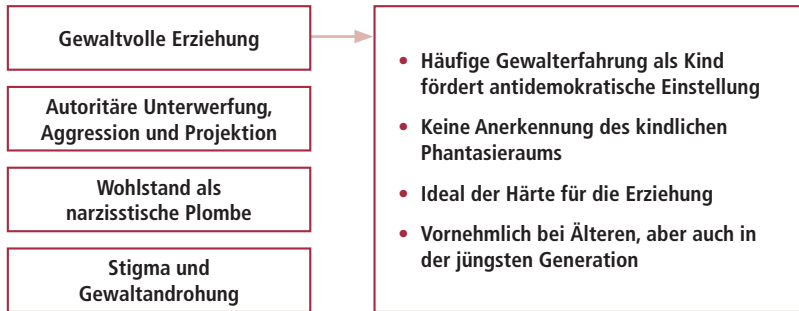 Gewaltvolle Erziehung
Autoritäre Unterwerfung,
Aggression und Projektion
Wohlstand als
narzisstische Plombe
Stigma und
Gewaltandrohung
• Häufige Gewalterfahrung als Kind
fördert antidemokratische Einstellung
• Keine Anerkennung des kindlichen
Phantasieraums
• Ideal der Härte für die Erziehung
• Vornehmlich bei Älteren, aber auch in
der jüngsten Generation